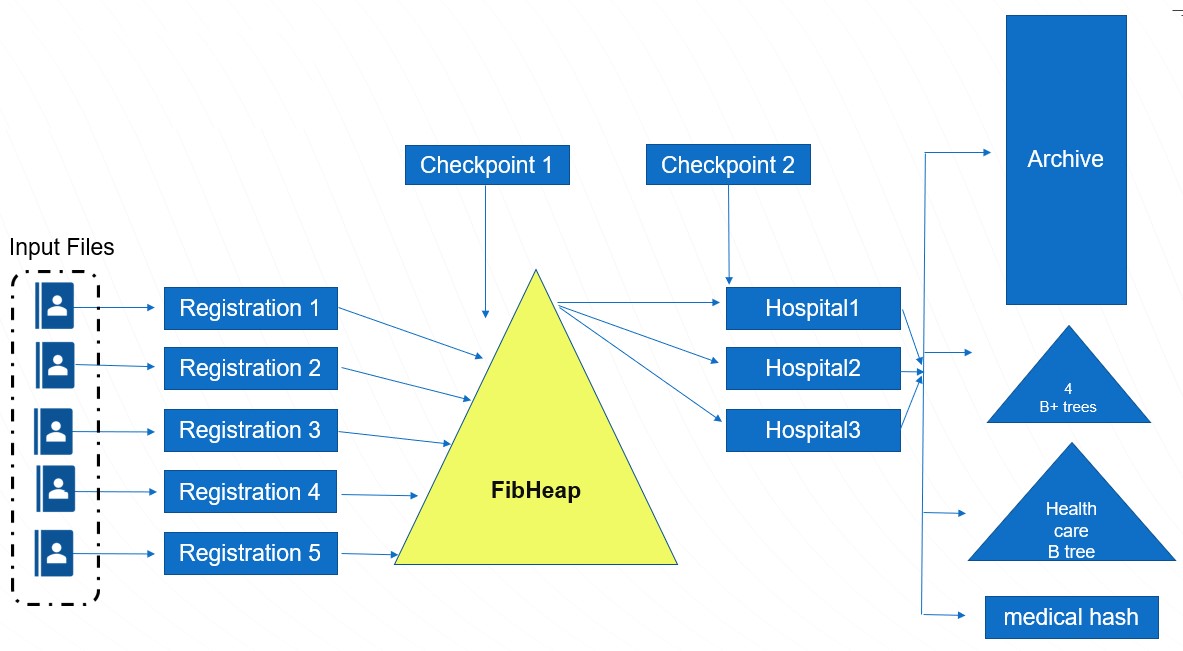 Checkpoint 1
Checkpoint 2
Archive
Input Files
Registration 1
Registration 2
Registration 3
Registration 4
Registration 5
FibHeap
Hospital1
Hospital2
Hospital3
4
B+ trees
Health
care
B tree
medical hash